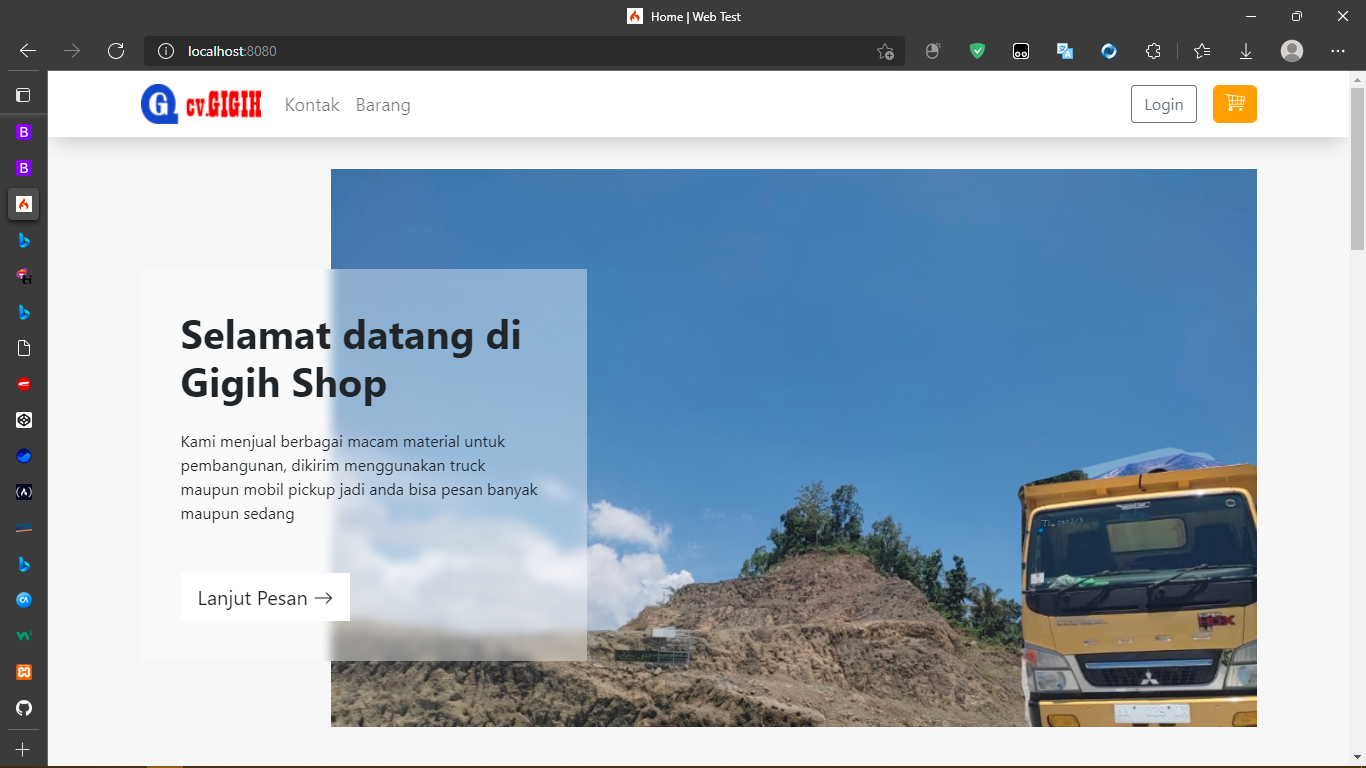 Home | Web Test
localhost:8080
cv.GIGIH
Kontak
Barang
Login
Selamat datang di
Gigih Shop
Kami menjual berbagai macam material untuk
pembangunan, dikirim menggunakan truck
maupun mobil pickup jadi anda bisa pesan banyak
maupun sedang
Lanjut Pesan →